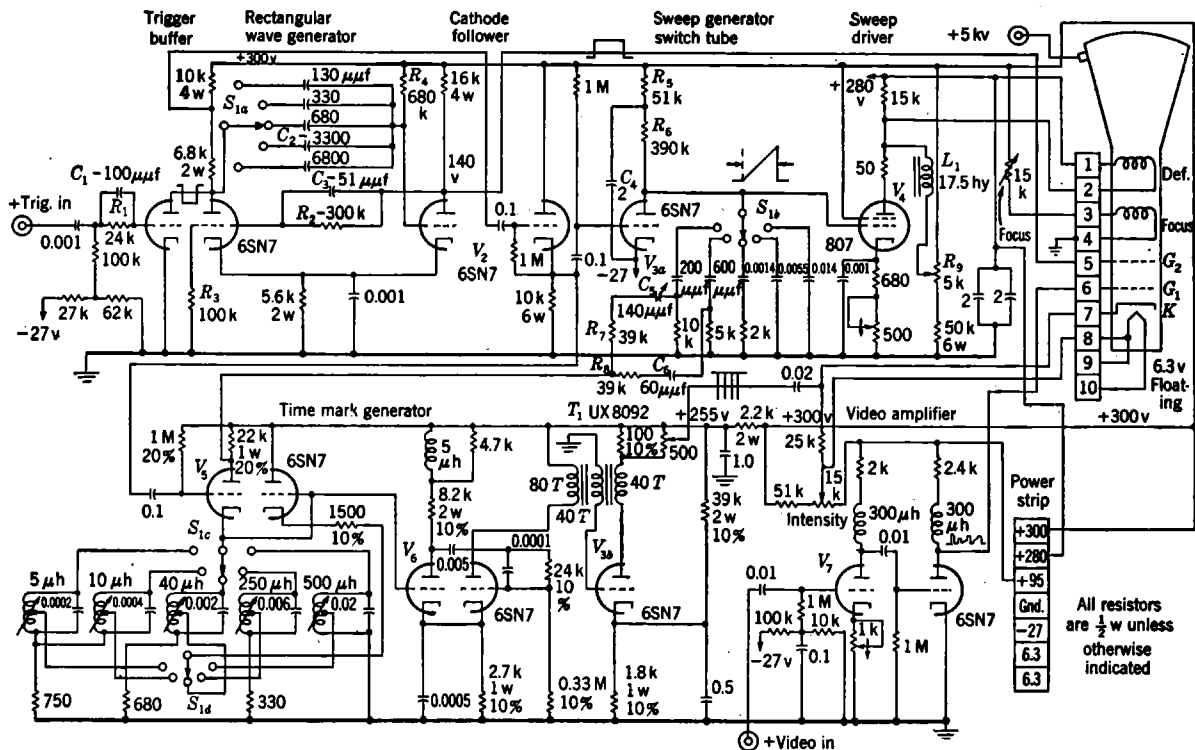 Trigger buffer
Rectangular wave generator
Cathode follower
Sweep generator switch tube
Sweep driver
+5 kv
+300 v
10 k
4 w
S1a
130 μμf
330
680
C2
3300
6800
R4
680 k
16 k
4 w
1 M
R5
51 k
R6
390 k
+280 v
15 k
50
L1
17.5 hy
V4
807
15 k
Focus
1
2
3
4
5
6
7
8
9
10
Def.
Focus
G2
G1
K
6.3 v
Floating
+300 v
6.8 k
2 w
C1-100 μμf
R1
24 k
+Trig. in
0.001
100 k
27 k
62 k
-27 v
6SN7
R3
100 k
C3-51 μμf
R2-300 k
140 v
V2
6SN7
5.6 k
2 w
0.001
0.1
1 M
10 k
6 w
0.1
C4
2
6SN7
V3a
-27
S1b
200 μμf
600 μμf
0.0014
0.0055
0.014
0.001
C5
140 μμf
10 k
5 k
2 k
R7
39 k
R8
39 k
C6
60 μμf
680
500
R9
5 k
50 k
6 w
2
2
0.02
Time mark generator
T1 UX8092
+255 v
2.2 k
2 w
+300 v
Video amplifier
1 M
20%
22 k
1 w
20%
V5
6SN7
0.1
1500
10%
S1c
5 μh
0.0002
10 μh
0.0004
40 μh
0.002
250 μh
0.006
500 μh
0.02
S1d
750
680
330
5 μh
4.7 k
8.2 k
2 w
10%
V6
0.005
0.0001
24 k
10 %
6SN7
0.0005
2.7 k
1 w
10%
0.33 M
10%
80 T
40 T
40 T
100
10%
500
V3b
6SN7
1.8 k
1 w
10%
1.0
39 k
2 w
10%
0.5
25 k
51 k
15 k
Intensity
2 k
2.4 k
300 μh
300 μh
0.01
V7
0.01
1 M
100 k
10 k
-27 v
0.1
1 k
1 M
6SN7
+Video in
Power strip
+300
+280
+95
Gnd.
-27
6.3
6.3
All resistors are 1/2 w unless otherwise indicated